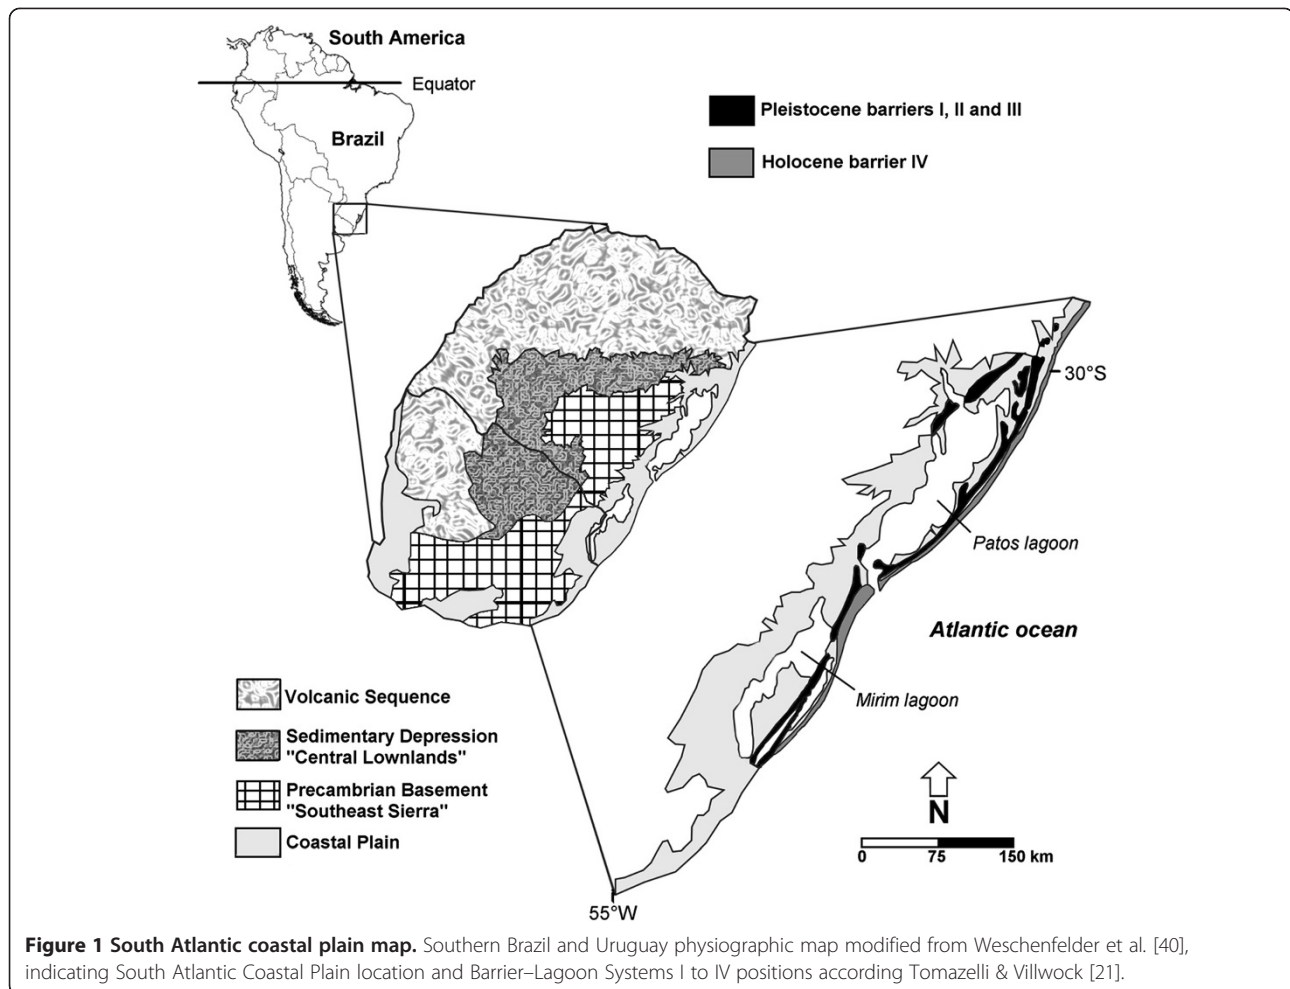 South America
Equator
Brazil
Pleistocene barriers I, II and III
Holocene barrier IV
30°S
Patos lagoon
Atlantic ocean
Mirim lagoon
Volcanic Sequence
Sedimentary Depression
"Central Lownlands"
Precambrian Basement
"Southeast Sierra"
Coastal Plain
N
0 75 150 km
55°W
Figure 1 South Atlantic coastal plain map. Southern Brazil and Uruguay physiographic map modified from Weschenfelder et al. [40],
indicating South Atlantic Coastal Plain location and Barrier–Lagoon Systems I to IV positions according Tomazelli & Villwock [21].